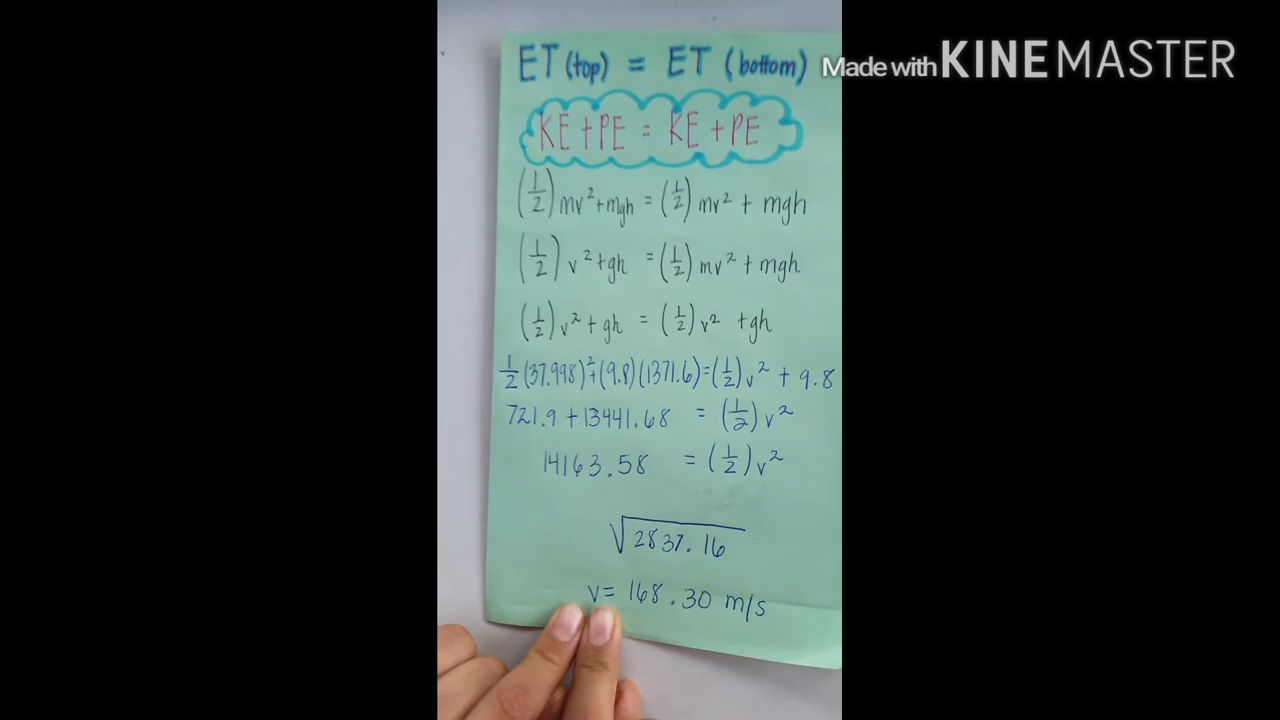 ET (top) = ET (bottom)
Made with KINEMASTER
KE + PE = KE + PE
(1/2) mv² + mgh = (1/2) mv² + mgh
(1/2) v² + gh = (1/2) mv² + mgh
(1/2) v² + gh = (1/2) v² + gh
1/2 (37.998)² + (9.8)(1371.6) = (1/2) v² + 9.8
721.9 + 13441.68 = (1/2) v²
14163.58 = (1/2) v²
√2837.16
v = 168.30 m/s